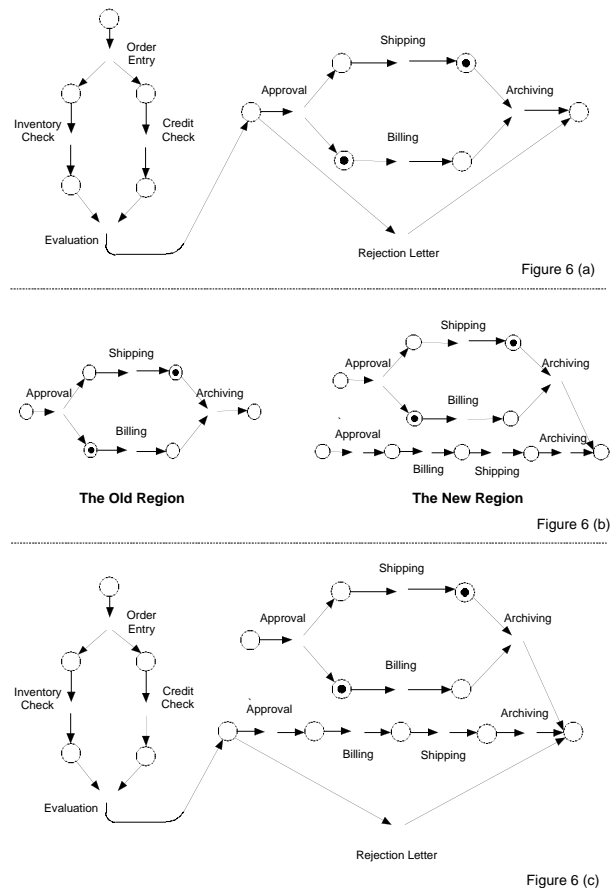 Order
Entry
Inventory
Check
Credit
Check
Evaluation
Approval
Shipping
Billing
Archiving
Rejection Letter
Figure 6 (a)
Shipping
Approval
Archiving
Billing
The Old Region
Shipping
Approval
Archiving
Billing
Approval
Billing
Shipping
Archiving
The New Region
Figure 6 (b)
Order
Entry
Inventory
Check
Credit
Check
Evaluation
Shipping
Approval
Archiving
Billing
Approval
Billing
Shipping
Archiving
Rejection Letter
Figure 6 (c)